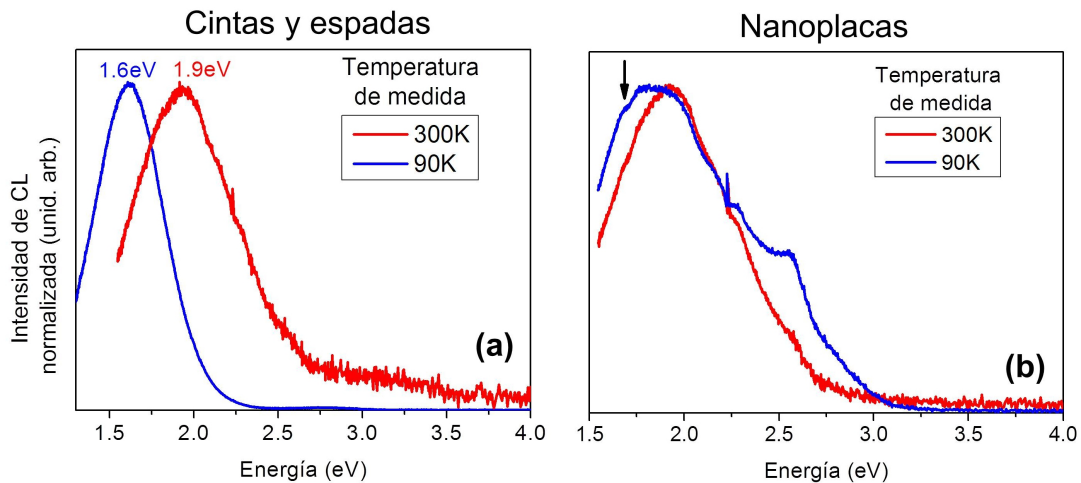 Cintas y espadas
1.6eV
1.9eV
Temperatura
de medida
300K
90K
(a)
Intensidad de CL
normalizada (unid. arb.)
1.5
2.0
2.5
3.0
3.5
4.0
Energía (eV)
Nanoplacas
Temperatura
de medida
300K
90K
(b)
1.5
2.0
2.5
3.0
3.5
4.0
Energía (eV)